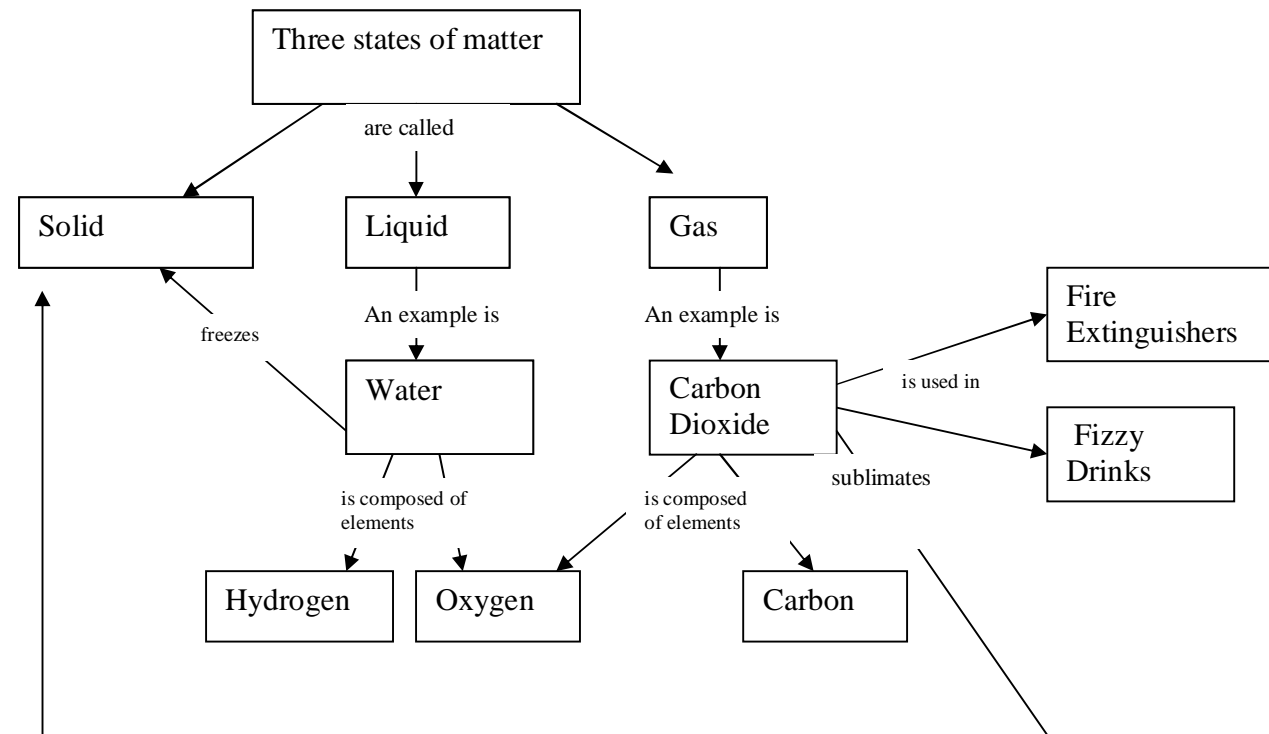 Three states of matter
are called
Solid
Liquid
Gas
freezes
An example is
An example is
Fire
Extinguishers
Water
Carbon
Dioxide
is used in
Fizzy
Drinks
sublimates
is composed of
elements
is composed
of elements
Hydrogen
Oxygen
Carbon